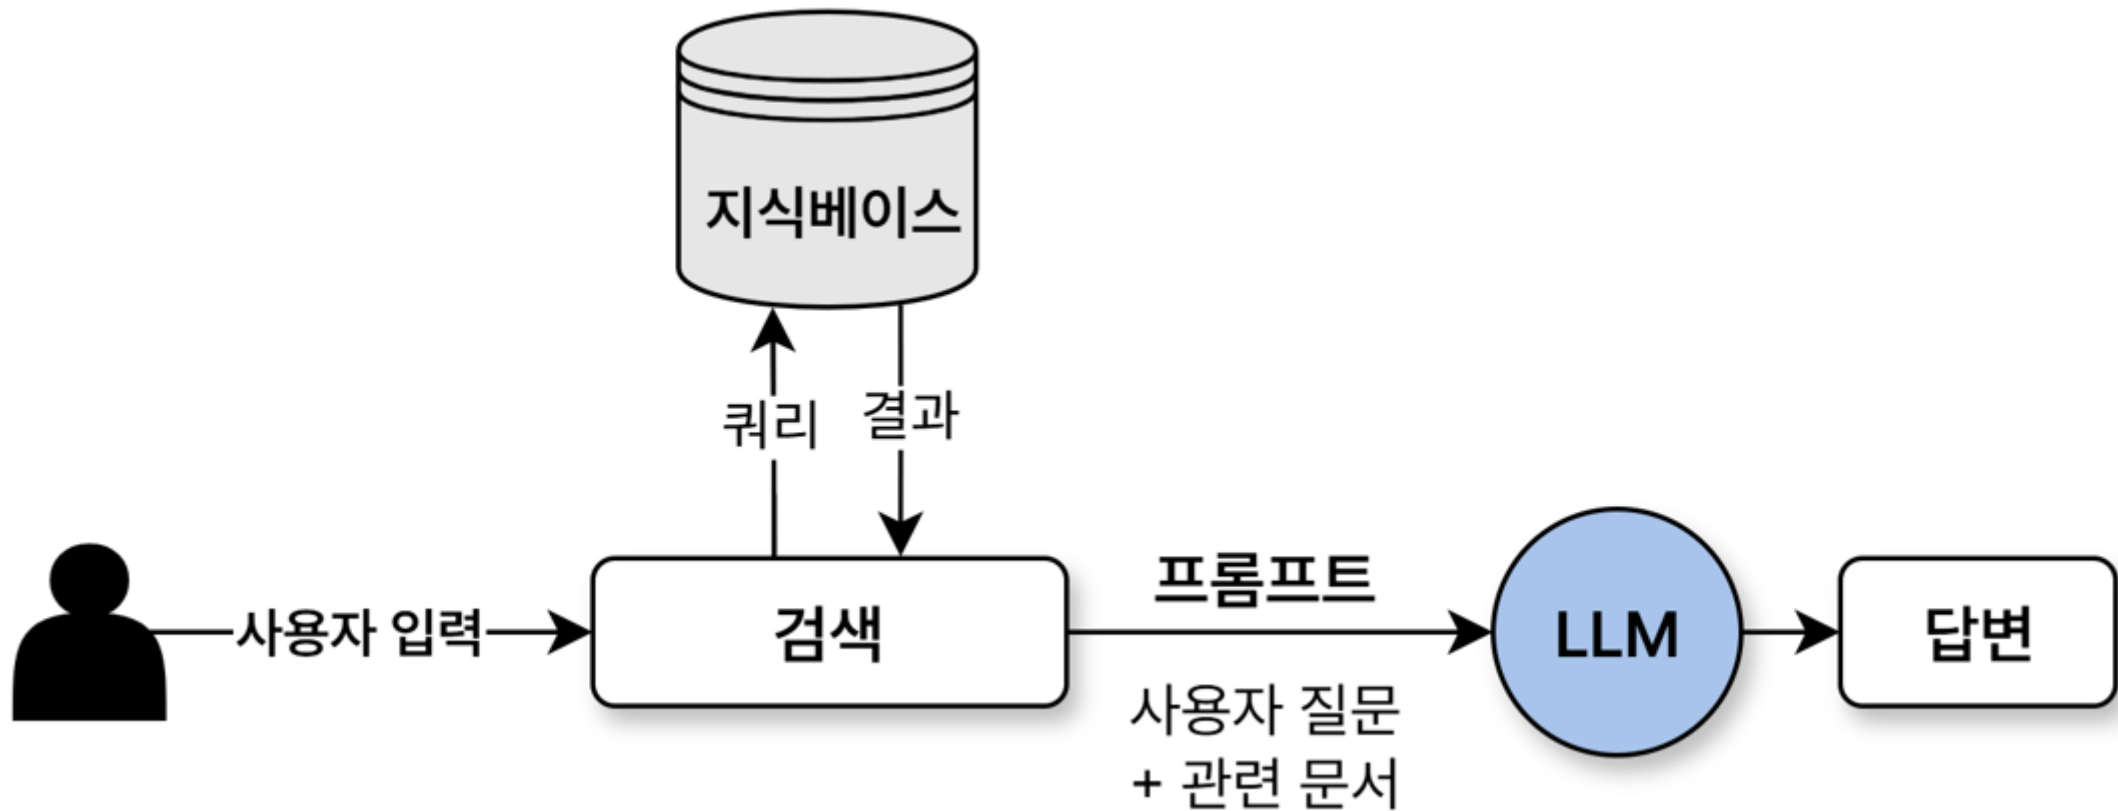 지식베이스
쿼리
결과
사용자 입력
검색
프롬프트
사용자 질문
+ 관련 문서
LLM
답변